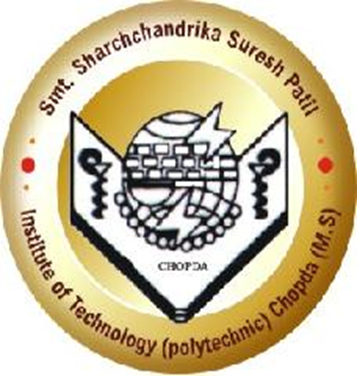 Smt. Sharchchandrika Suresh Patil
CHOPDA
Institute of Technology (polytechnic) Chopda (M.S)